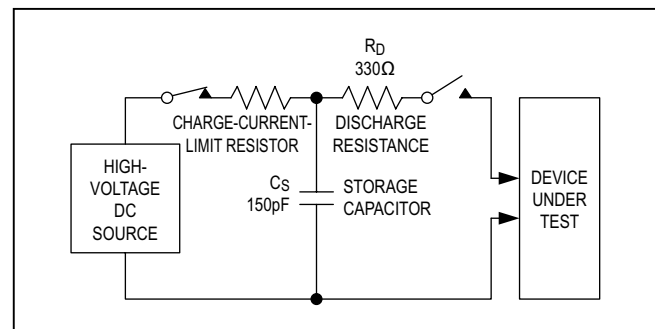 R_D
330Ω
CHARGE-CURRENT-
LIMIT RESISTOR
DISCHARGE
RESISTANCE
HIGH-
VOLTAGE
DC
SOURCE
C_S
150pF
STORAGE
CAPACITOR
DEVICE
UNDER
TEST